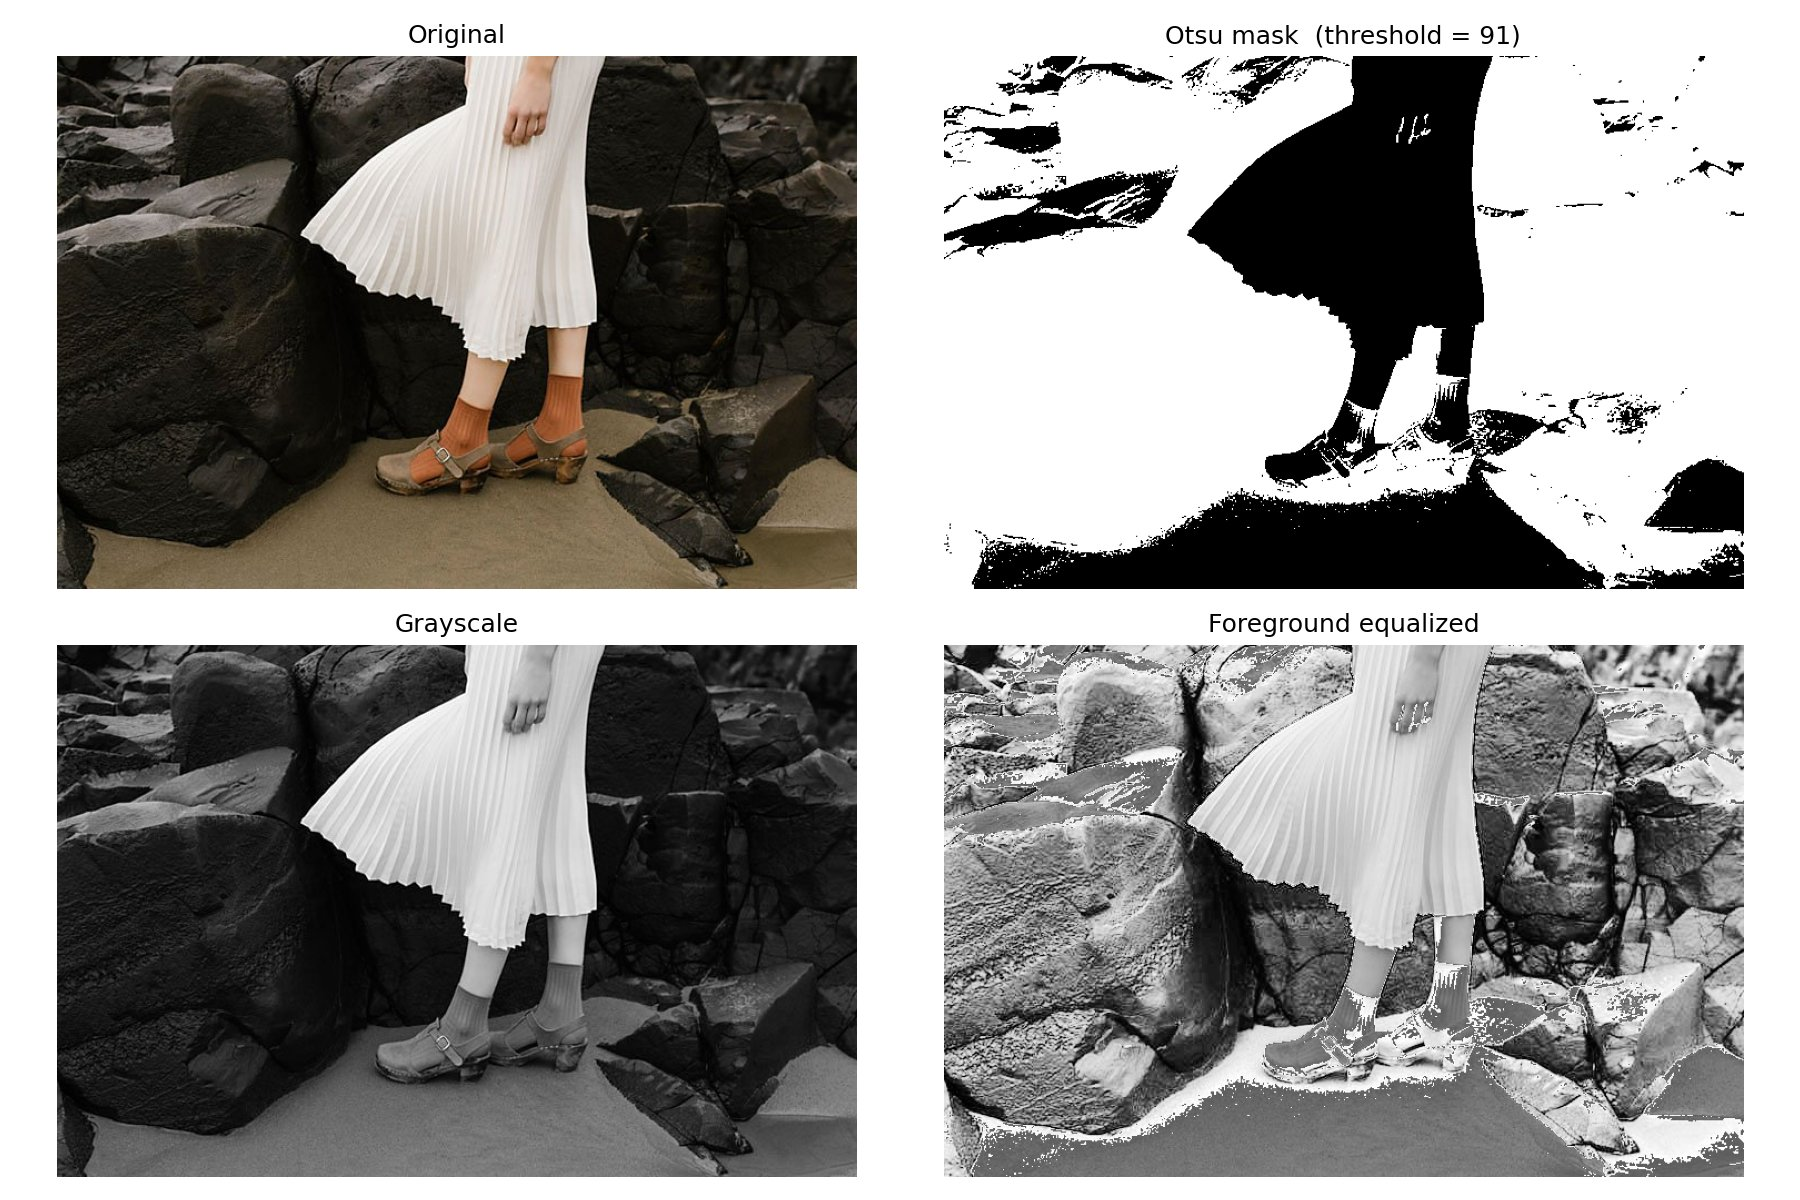 Original
Otsu mask  (threshold = 91)
Grayscale
Foreground equalized